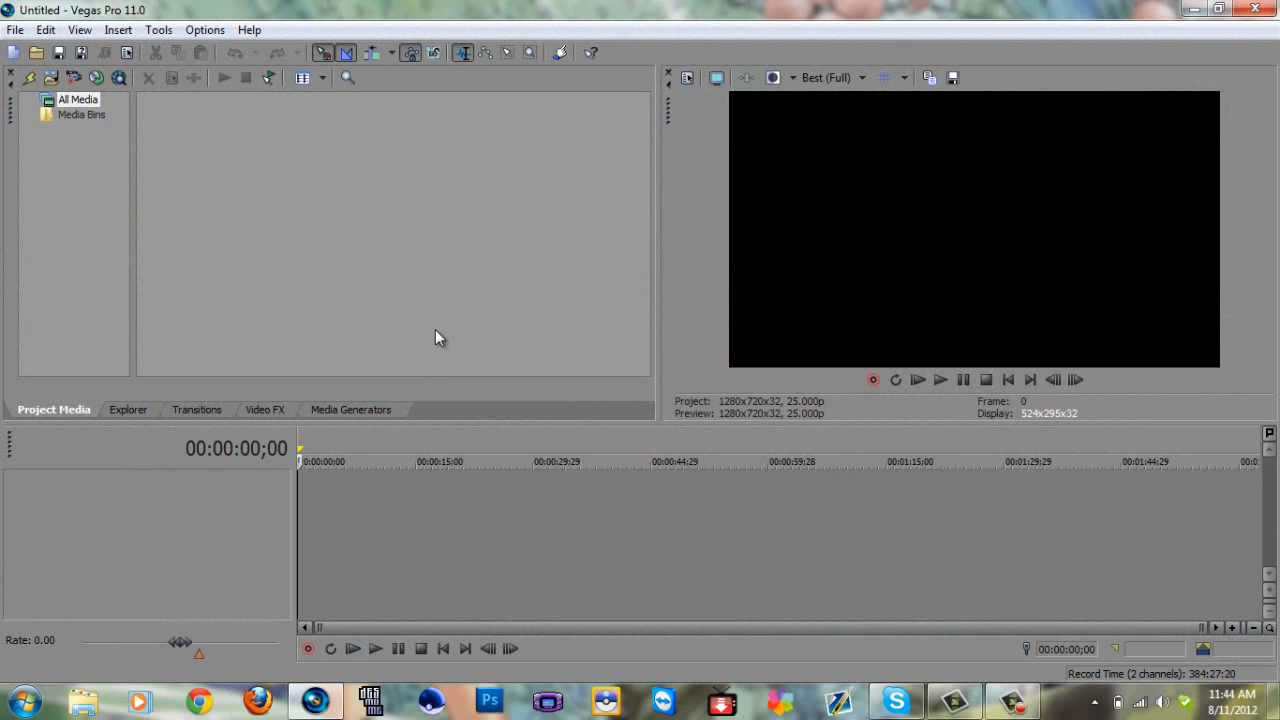 Untitled - Vegas Pro 11.0
File Edit View Insert Tools Options Help
Best (Full)
All Media
Media Bins
Project: 1280x720x32, 25.000p Frame: 0
Preview: 1280x720x32, 25.000p Display: 524x295x32
Project Media Explorer Transitions Video FX Media Generators
00:00:00;00
0:00:00:00 00:00:15;00 00:00:29;29 00:00:44;29 00:00:59;28 00:01:15;00 00:01:29;29 00:01:44;29 00:0
Rate: 0.00
00:00:00;00
Record Time (2 channels): 384:27:20
Ps
11:44 AM
8/11/2012